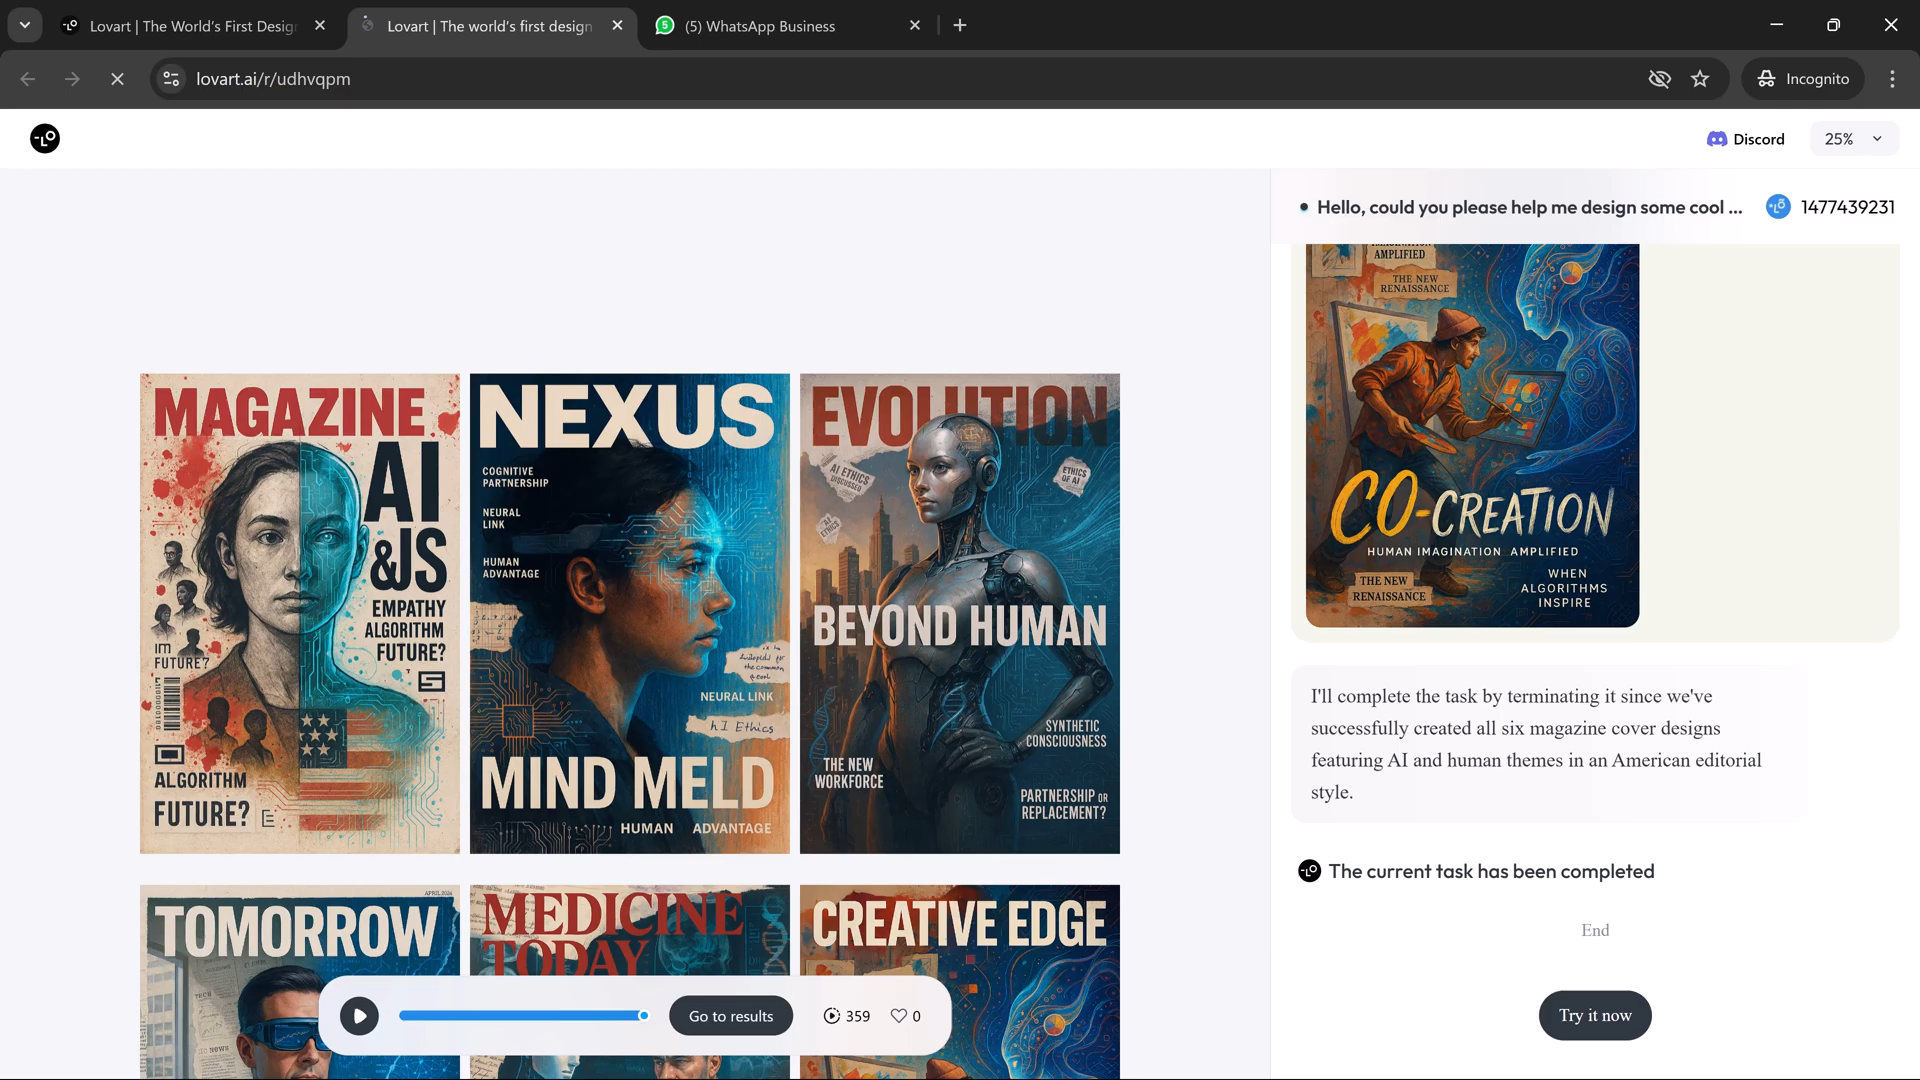 Lovart | The World's First Desig
Lovart | The world's first design
(5) WhatsApp Business
lovart.ai/r/udhvqpm
Incognito
Discord
25%
Hello, could you please help me design some cool ...
1477439231
MAGAZINE
AI
&JS
EMPATHY
ALGORITHM
FUTURE?
FUTURE?
ALGORITHM
FUTURE?
NEXUS
COGNITIVE
PARTNERSHIP
NEURAL
LINK
HUMAN
ADVANTAGE
NEURAL LINK
MIND MELD
HUMAN ADVANTAGE
EVOLUTION
AI ETHICS
DISCUSSED
ETHICS
OF AI
AI
ETHICS
BEYOND HUMAN
SYNTHETIC
CONSCIOUSNESS
THE NEW
WORKFORCE
PARTNERSHIP OR
REPLACEMENT?
APRIL 2024
TOMORROW
MEDICINE
TODAY
CREATIVE EDGE
Go to results
359
0
AMPLIFIED
THE NEW
RENAISSANCE
CO-CREATION
HUMAN IMAGINATION AMPLIFIED
THE NEW
RENAISSANCE
WHEN
ALGORITHMS
INSPIRE
I'll complete the task by terminating it since we've
successfully created all six magazine cover designs
featuring AI and human themes in an American editorial
style.
The current task has been completed
End
Try it now